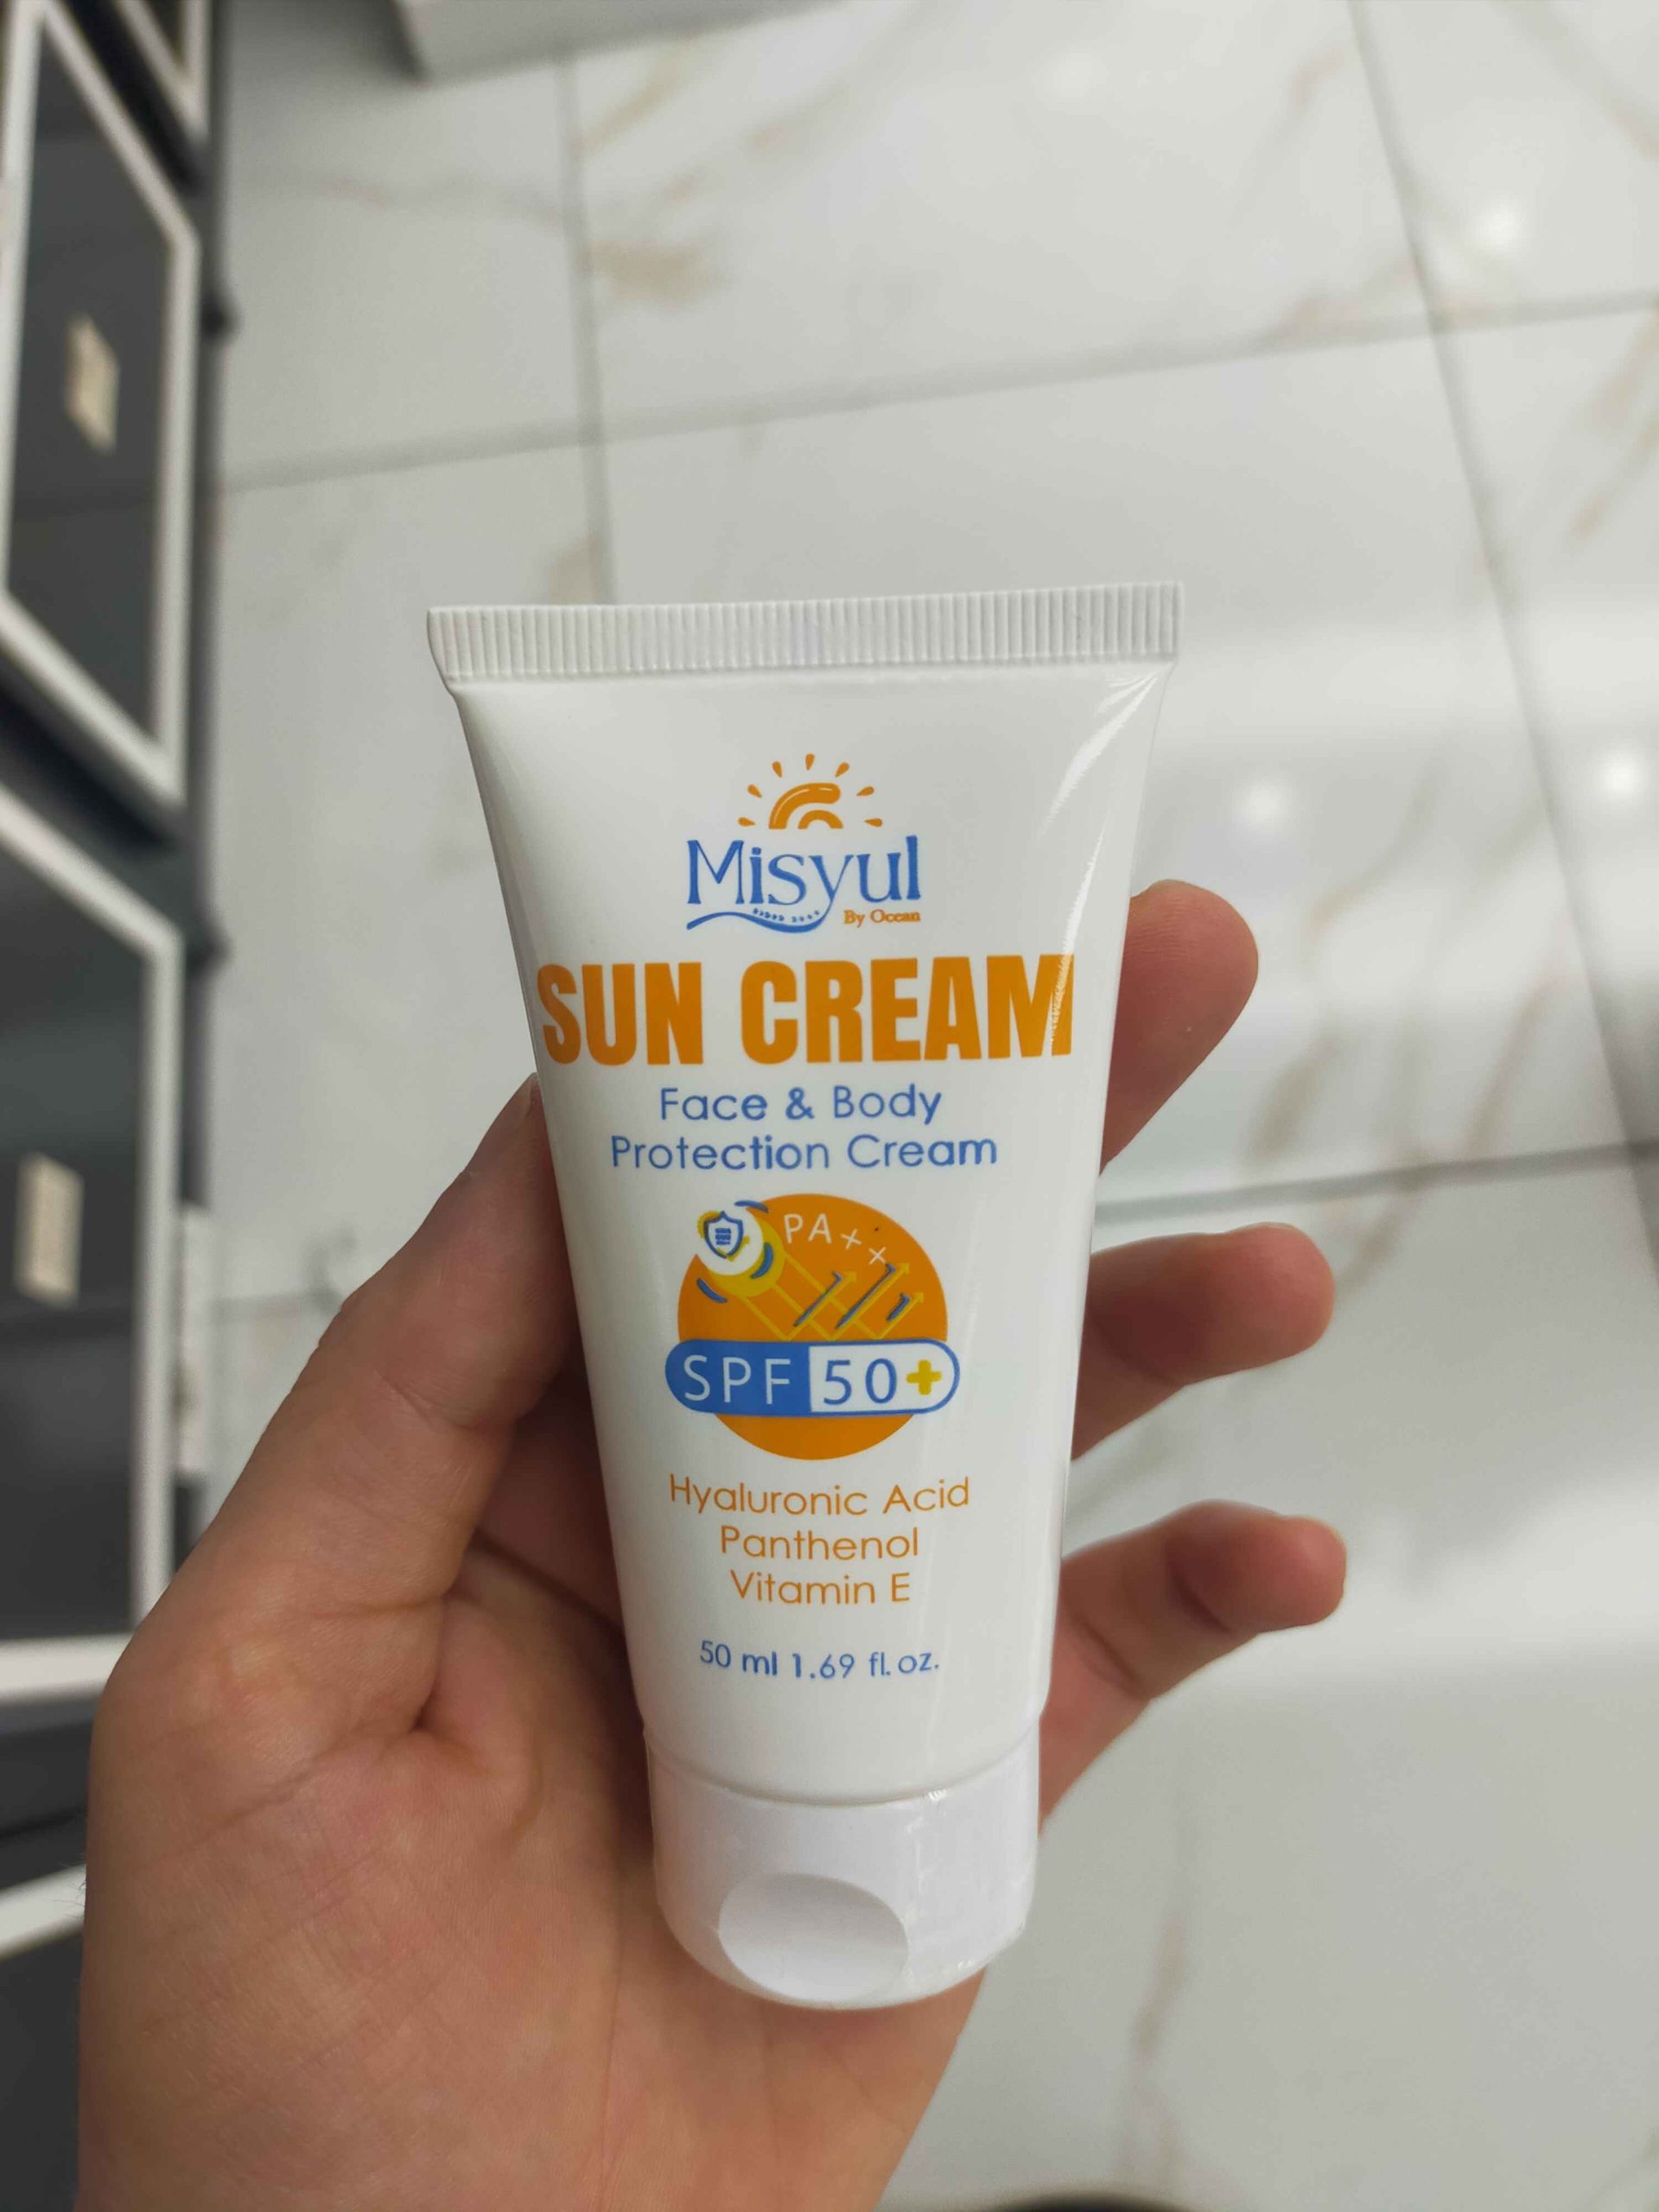 Misyul
By Ocean
SUN CREAM
Face & Body
Protection Cream
PA++
SPF 50+
Hyaluronic Acid
Panthenol
Vitamin E
50 ml 1.69 fl.oz.